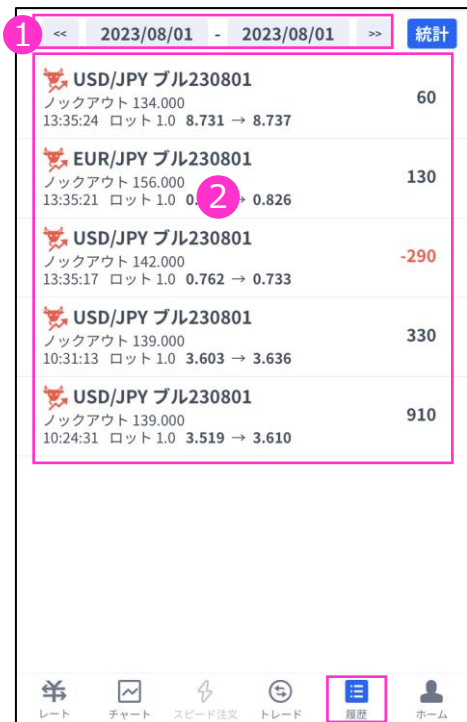 1
<< 2023/08/01 - 2023/08/01 >> 統計
USD/JPY ブル230801
ノックアウト 134.000
60
13:35:24 ロット 1.0 8.731 → 8.737
EUR/JPY ブル230801
ノックアウト 156.000
130
13:35:21 ロット 1.0 0. 2 → 0.826
USD/JPY ブル230801
ノックアウト 142.000
-290
13:35:17 ロット 1.0 0.762 → 0.733
USD/JPY ブル230801
ノックアウト 139.000
330
10:31:13 ロット 1.0 3.603 → 3.636
USD/JPY ブル230801
ノックアウト 139.000
910
10:24:31 ロット 1.0 3.519 → 3.610
レート チャート スピード注文 トレード 履歴 ホーム